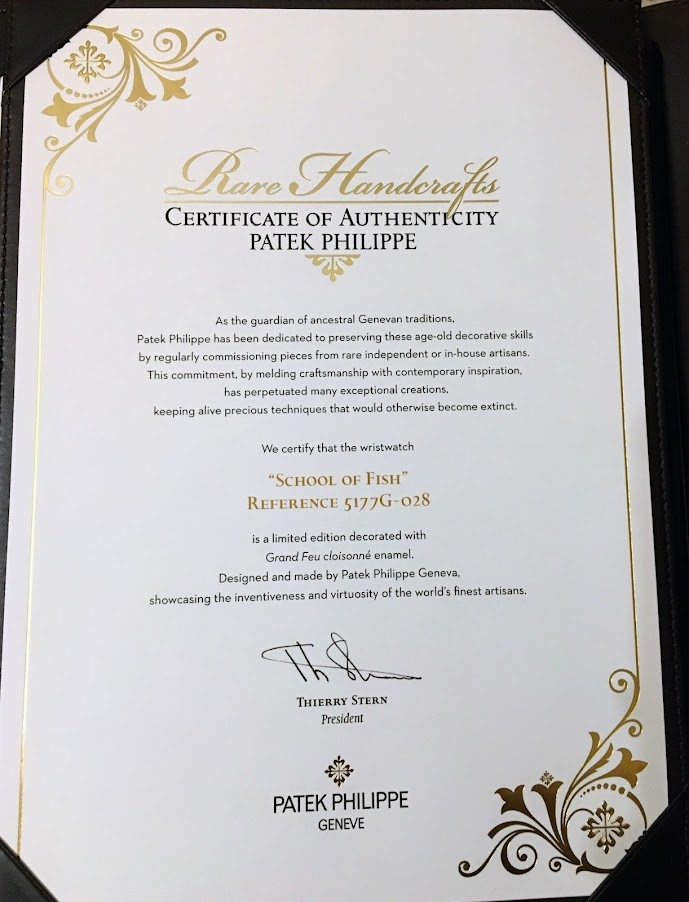 Rare Handcrafts
CERTIFICATE OF AUTHENTICITY
PATEK PHILIPPE
As the guardian of ancestral Genevan traditions,
Patek Philippe has been dedicated to preserving these age-old decorative skills
by regularly commissioning pieces from rare independent or in-house artisans.
This commitment, by melding craftsmanship with contemporary inspiration,
has perpetuated many exceptional creations,
keeping alive precious techniques that would otherwise become extinct.
We certify that the wristwatch
“SCHOOL OF FISH”
REFERENCE 5177G-028
is a limited edition decorated with
Grand Feu cloisonné enamel.
Designed and made by Patek Philippe Geneva,
showcasing the inventiveness and virtuosity of the world's finest artisans.
THIERRY STERN
President
PATEK PHILIPPE
GENEVE